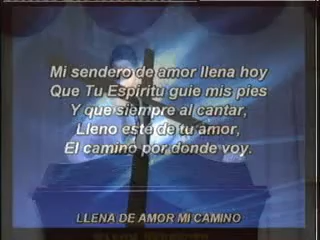 Mi sendero de amor llena hoy
Que Tu Espiritu guie mis pies
Y que siempre al cantar,
Lleno este de tu amor,
El camino por donde voy.
LLENA DE AMOR MI CAMINO